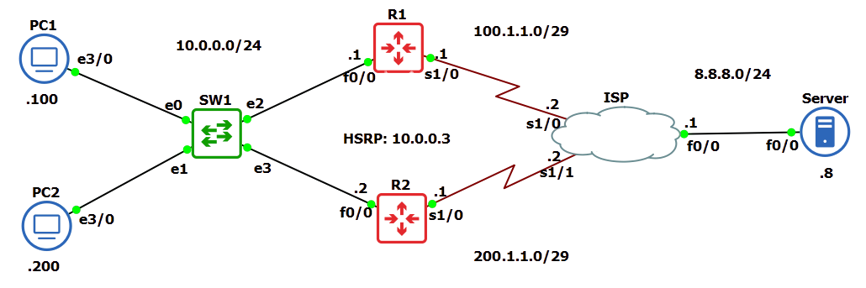 PC1
e3/0
.100
10.0.0.0/24
R1
.1
f0/0
.1
s1/0
100.1.1.0/29
e0
SW1
e2
e1
e3
HSRP: 10.0.0.3
.2
s1/0
ISP
.2
s1/1
8.8.8.0/24
.1
f0/0
Server
f0/0
.8
PC2
e3/0
.200
.2
f0/0
R2
.1
s1/0
200.1.1.0/29